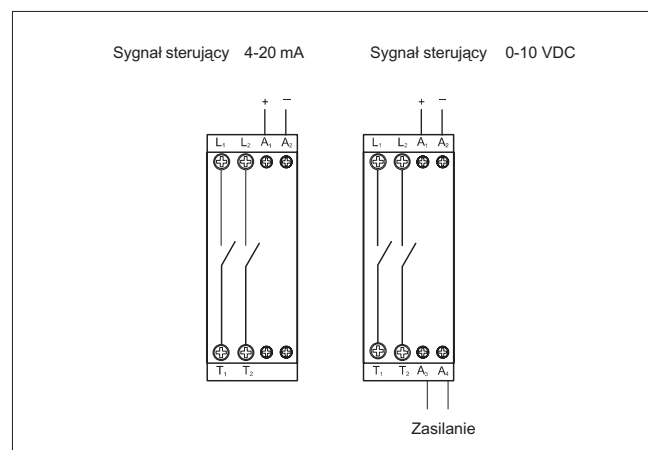 Sygnał sterujący 4-20 mA
Sygnał sterujący 0-10 VDC
+ −
L₁ L₂ A₁ A₂
T₁ T₂
+ −
L₁ L₂ A₁ A₂
T₁ T₂ A₃ A₄
Zasilanie